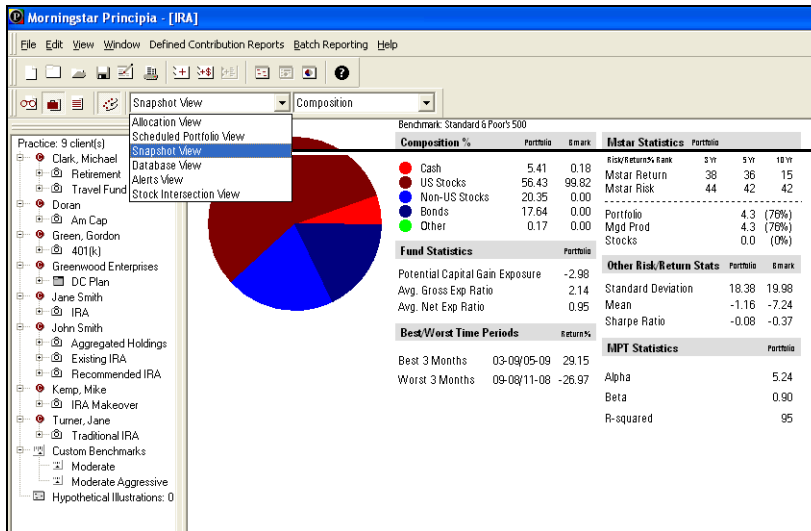 Morningstar Principia - [IRA]
File Edit View Window Defined Contribution Reports Batch Reporting Help
Snapshot View Composition
Allocation View
Scheduled Portfolio View
Snapshot View
Database View
Alerts View
Stock Intersection View
Practice: 9 client(s)
Clark, Michael
Retirement
Travel Fund
Doran
Am Cap
Green, Gordon
401(k)
Greenwood Enterprises
DC Plan
Jane Smith
IRA
John Smith
Aggregated Holdings
Existing IRA
Recommended IRA
Kemp, Mike
IRA Makeover
Turner, Jane
Traditional IRA
Custom Benchmarks
Moderate
Moderate Aggressive
Hypothetical Illustrations: 0
Benchmark: Standard & Poor's 500
Composition % Portfolio Bmark
Cash 5.41 0.18
US Stocks 56.43 99.82
Non-US Stocks 20.35 0.00
Bonds 17.64 0.00
Other 0.17 0.00
Fund Statistics Portfolio
Potential Capital Gain Exposure -2.98
Avg. Gross Exp Ratio 2.14
Avg. Net Exp Ratio 0.95
Best/Worst Time Periods Return%
Best 3 Months 03-09/05-09 29.15
Worst 3 Months 09-08/11-08 -26.97
Mstar Statistics Portfolio
Risk/Return% Rank 3 Yr 5 Yr 10 Yr
Mstar Return 38 36 15
Mstar Risk 44 42 42
Portfolio 4.3 (76%)
Mgd Prod 4.3 (76%)
Stocks 0.0 (0%)
Other Risk/Return Stats Portfolio Bmark
Standard Deviation 18.38 19.98
Mean -1.16 -7.24
Sharpe Ratio -0.08 -0.37
MPT Statistics Portfolio
Alpha 5.24
Beta 0.90
R-squared 95